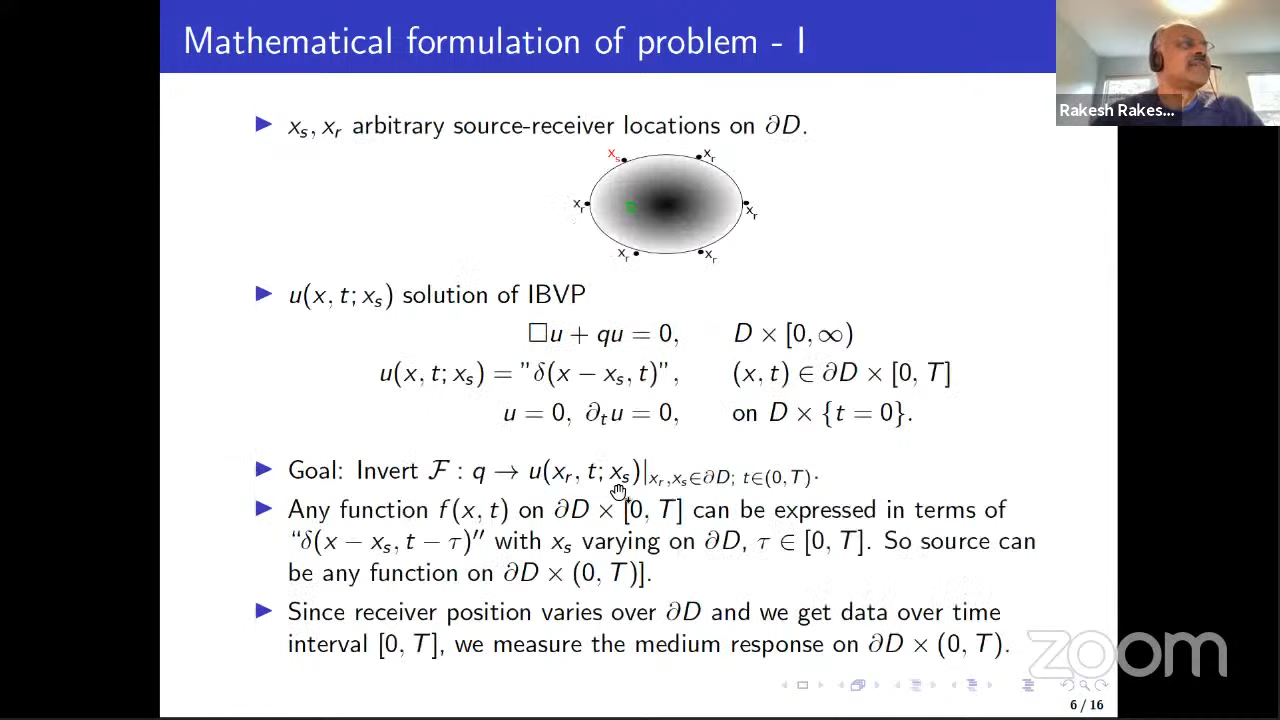 Mathematical formulation of problem - I
Rakesh Rakes...
▶ x_s, x_r arbitrary source-receiver locations on ∂D.
x_s x_r
x_r x_r
x_r x_r
▶ u(x, t; x_s) solution of IBVP
□u + qu = 0, D × [0, ∞)
u(x, t; x_s) = "δ(x − x_s, t)", (x, t) ∈ ∂D × [0, T]
u = 0, ∂_t u = 0, on D × {t = 0}.
▶ Goal: Invert ℱ : q → u(x_r, t; x_s)|_{x_r, x_s∈∂D; t∈(0,T)}.
▶ Any function f(x, t) on ∂D × [0, T] can be expressed in terms of
"δ(x − x_s, t − τ)" with x_s varying on ∂D, τ ∈ [0, T]. So source can
be any function on ∂D × (0, T)].
▶ Since receiver position varies over ∂D and we get data over time
interval [0, T], we measure the medium response on ∂D × (0, T).
zoom
6 / 16